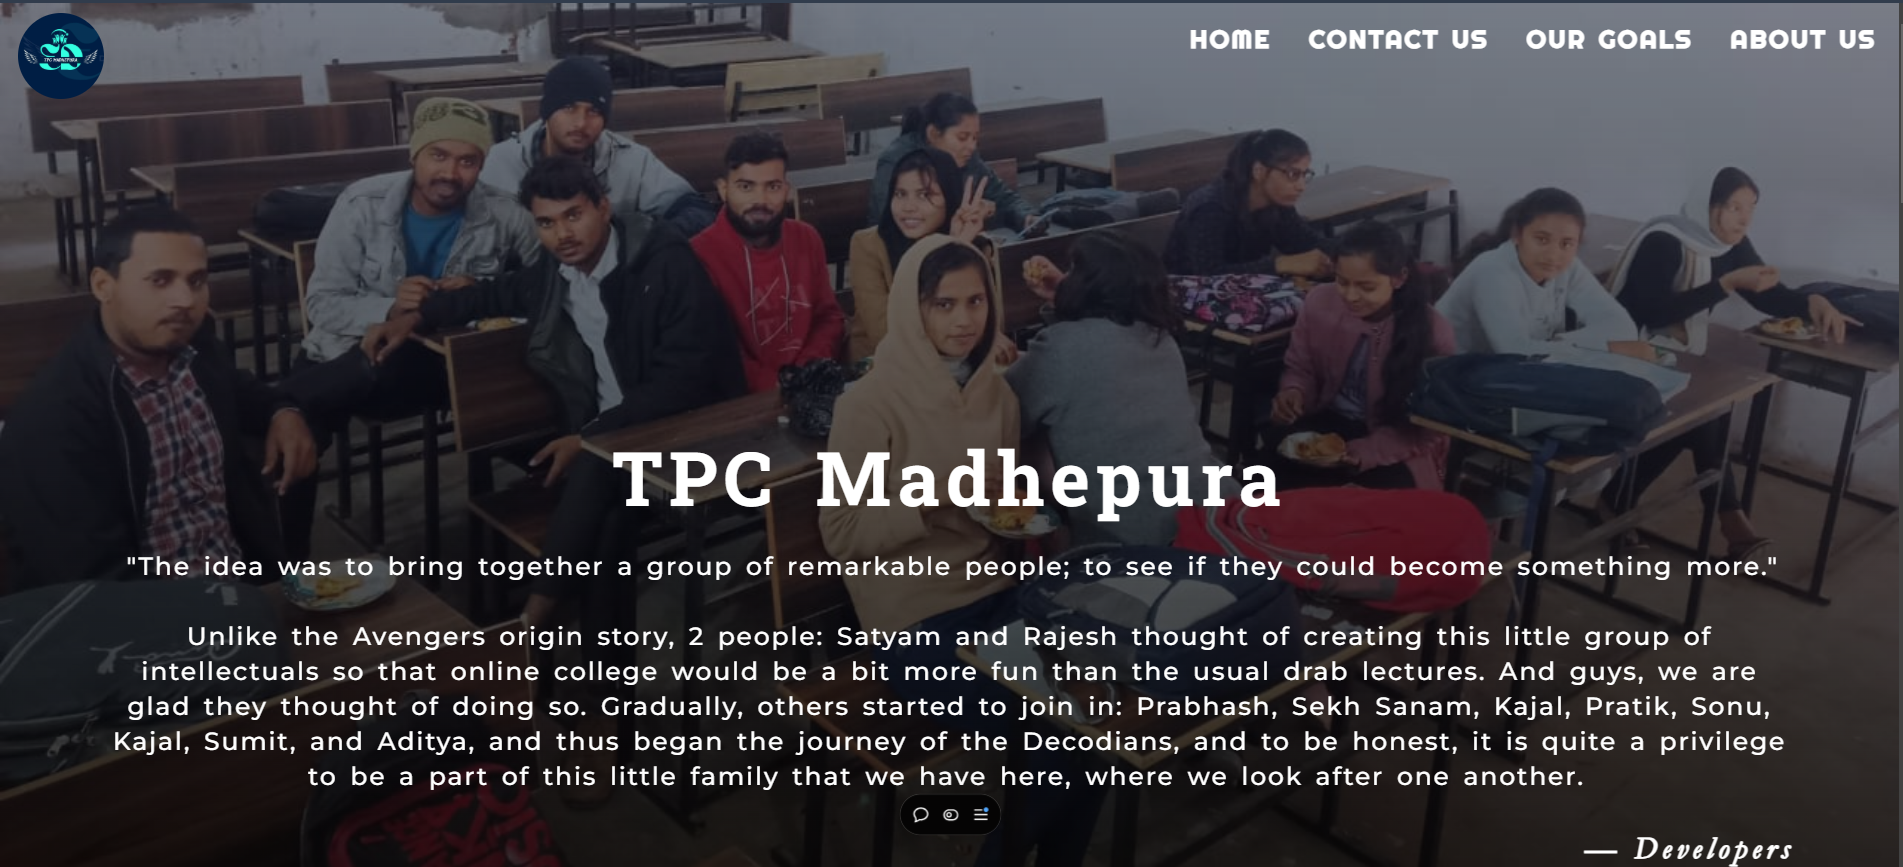 TPC MADHEPURA
HOME CONTACT US OUR GOALS ABOUT US
TPC Madhepura
"The idea was to bring together a group of remarkable people; to see if they could become something more."
Unlike the Avengers origin story, 2 people: Satyam and Rajesh thought of creating this little group of
intellectuals so that online college would be a bit more fun than the usual drab lectures. And guys, we are
glad they thought of doing so. Gradually, others started to join in: Prabhash, Sekh Sanam, Kajal, Pratik, Sonu,
Kajal, Sumit, and Aditya, and thus began the journey of the Decodians, and to be honest, it is quite a privilege
to be a part of this little family that we have here, where we look after one another.
— Developers